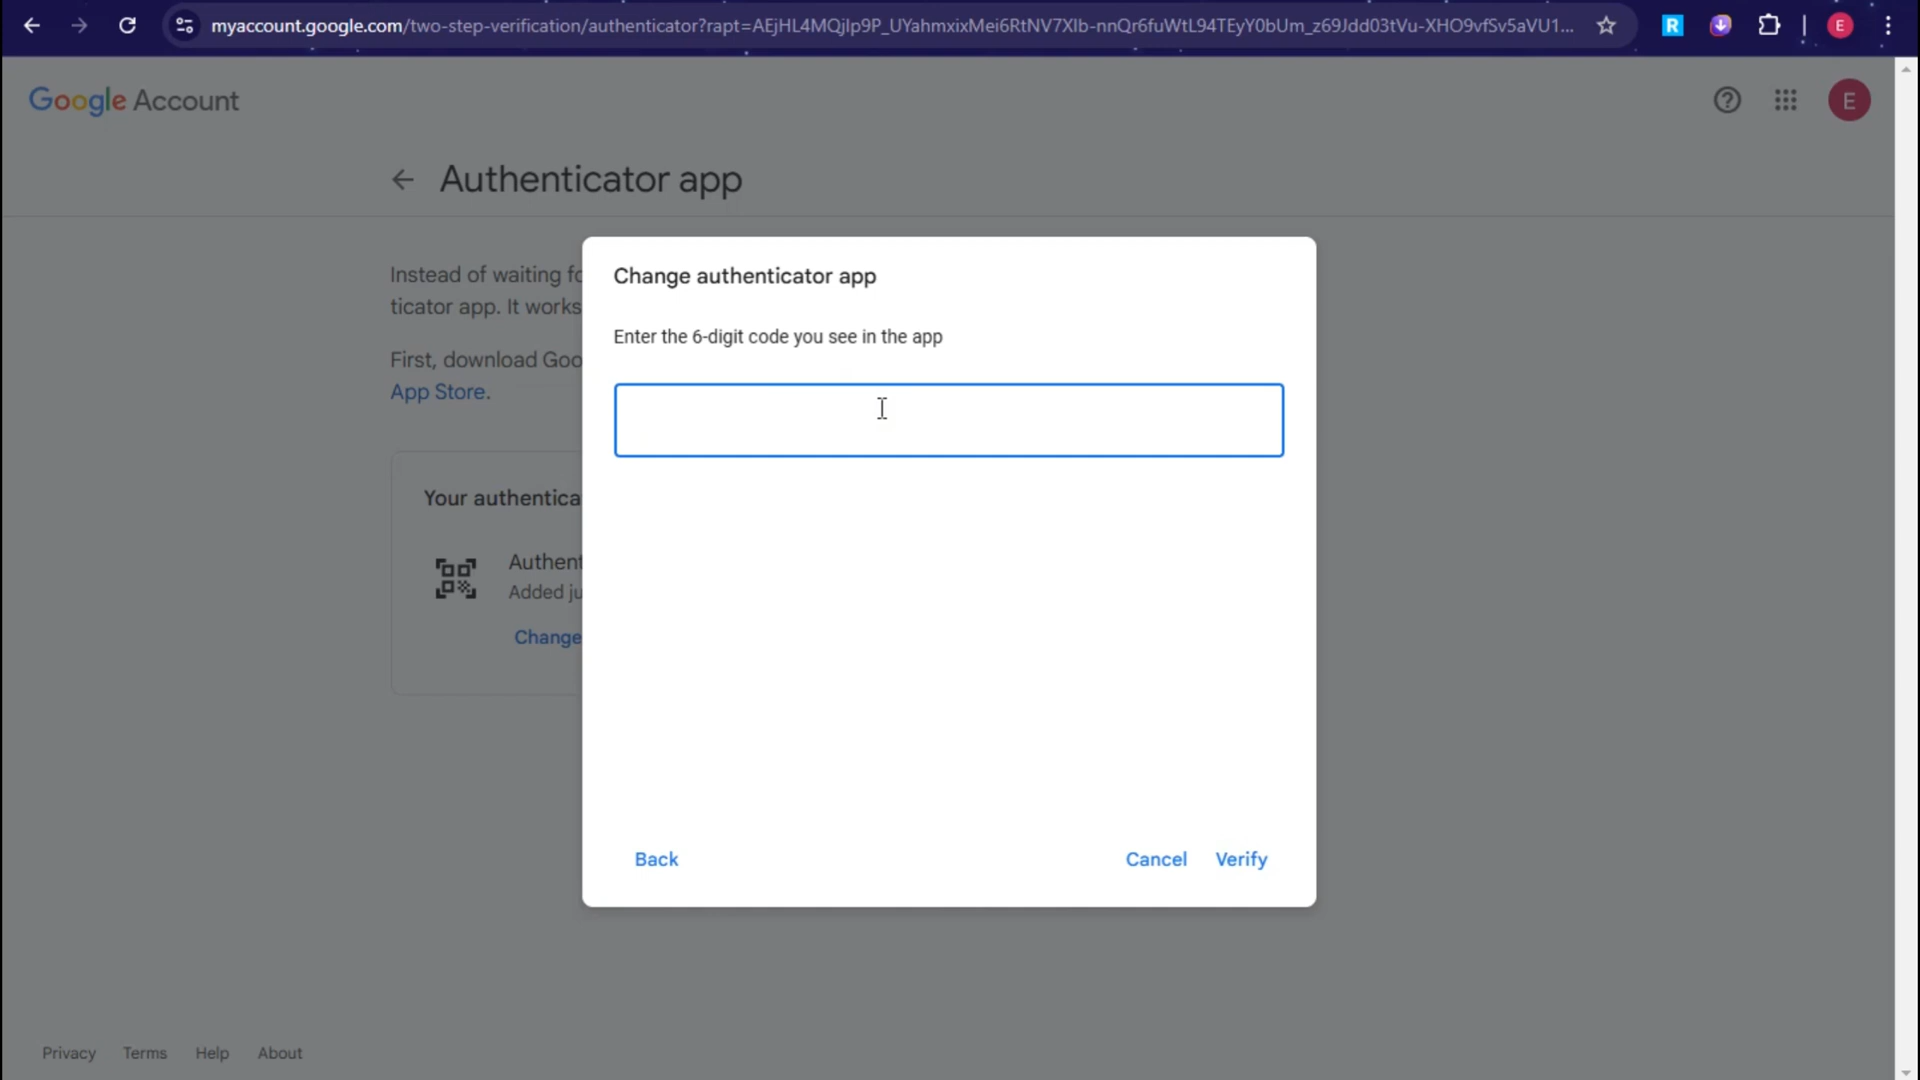 myaccount.google.com/two-step-verification/authenticator?rapt=AEjHL4MQjlp9P_UYahmxixMei6RtNV7Xlb-nnQr6fuWtL94TEyY0bUm_z69Jdd03tVu-XHO9vfSv5aVU1...
R
E
Google Account
E
Authenticator app
Instead of waiting fo
ticator app. It works
First, download Goo
App Store.
Your authentica
Authent
Added ju
Change
Change authenticator app
Enter the 6-digit code you see in the app
Back
Cancel
Verify
Privacy
Terms
Help
About